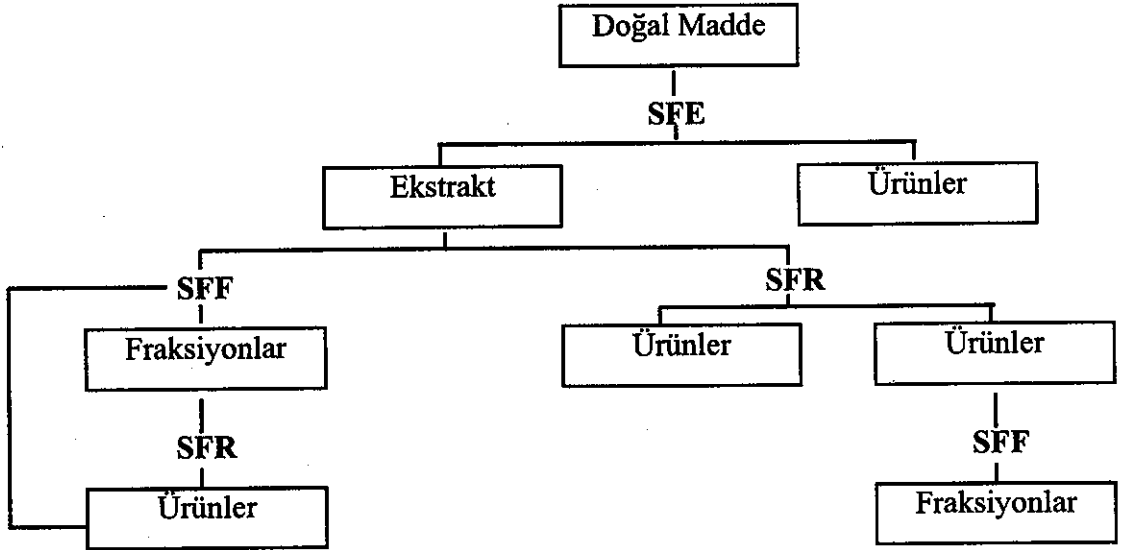 Doğal Madde
SFE
Ekstrakt
Ürünler
SFF
SFR
Fraksiyonlar
Ürünler
Ürünler
SFR
SFF
Ürünler
Fraksiyonlar